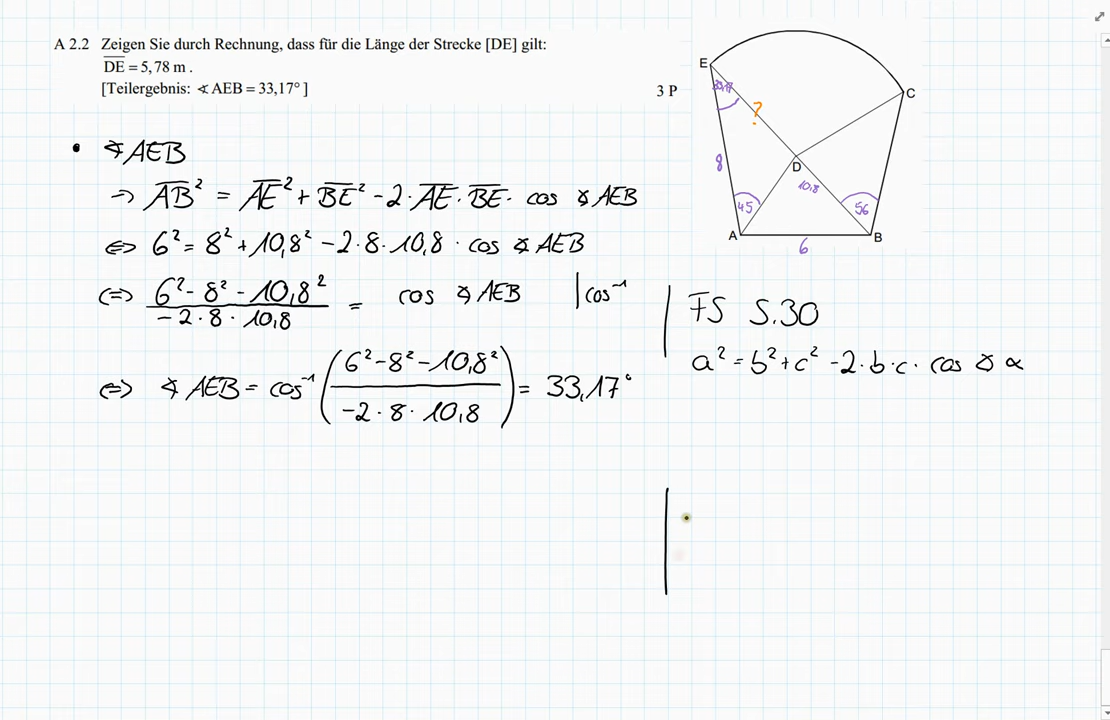 A 2.2 Zeigen Sie durch Rechnung, dass für die Länge der Strecke [DE] gilt:
DE = 5,78 m .
[Teilergebnis: ∢ AEB = 33,17° ]
3 P
E
33,17
?
C
8
D
10,8
45
56
A
B
6
• ∢ AEB
⇒ AB² = AE² + BE² - 2 · AE · BE · cos ∢ AEB
⇔ 6² = 8² + 10,8² - 2 · 8 · 10,8 · cos ∢ AEB
⇔ 6² - 8² - 10,8² / - 2 · 8 · 10,8 = cos ∢ AEB | cos⁻¹
⇔ ∢ AEB = cos⁻¹ ( 6² - 8² - 10,8² / - 2 · 8 · 10,8 ) = 33,17°
FS S.30
a² = b² + c² - 2 · b · c · cos ∢ α